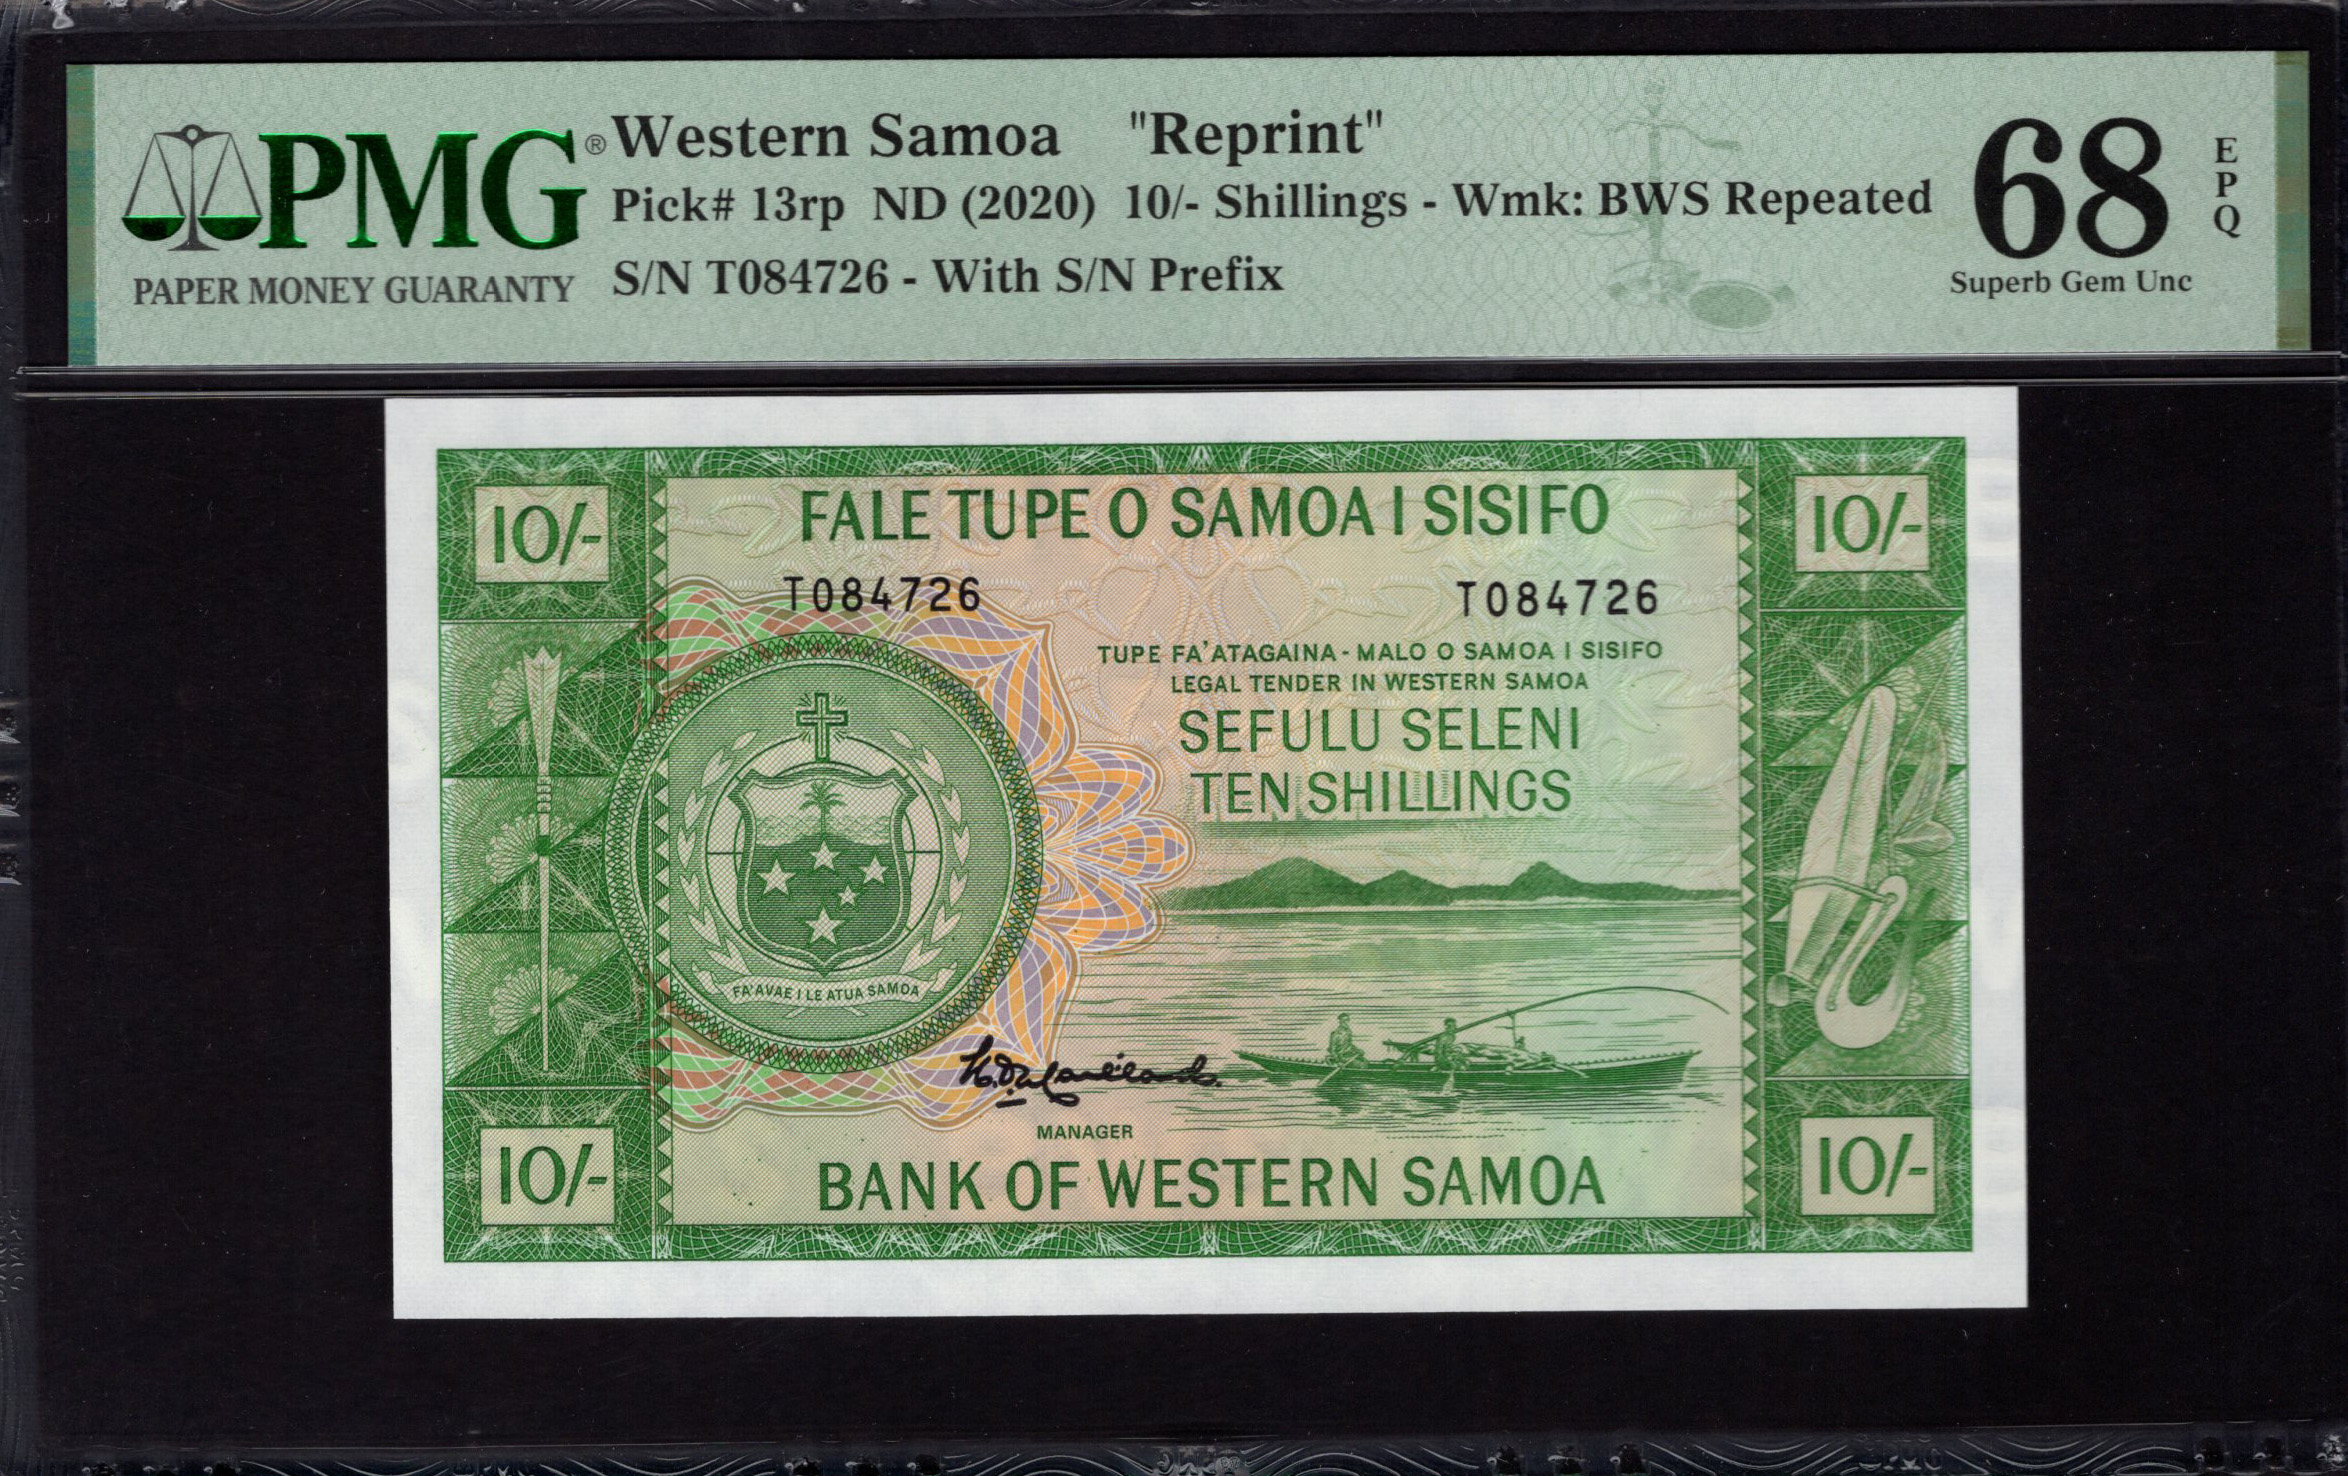 PMG®
PAPER MONEY GUARANTY
Western Samoa "Reprint"
Pick# 13rp ND (2020) 10/- Shillings - Wmk: BWS Repeated
S/N T084726 - With S/N Prefix
68
EPQ
Superb Gem Unc
10/-
FALE TUPE O SAMOA I SISIFO
10/-
T084726
T084726
TUPE FA'ATAGAINA - MALO O SAMOA I SISIFO
LEGAL TENDER IN WESTERN SAMOA
SEFULU SELENI
TEN SHILLINGS
FA'AVAE I LE ATUA SAMOA
MANAGER
10/-
BANK OF WESTERN SAMOA
10/-